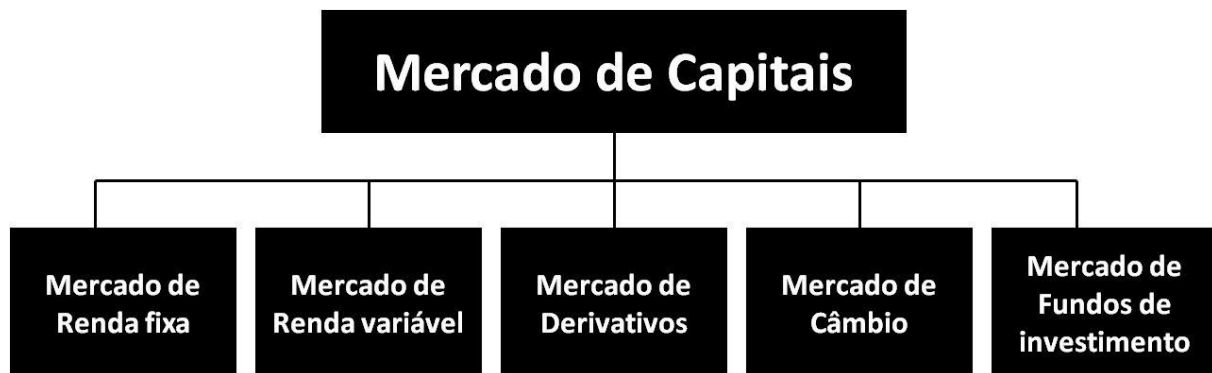 Mercado de Capitais
Mercado de
Renda fixa
Mercado de
Renda variável
Mercado de
Derivativos
Mercado de
Câmbio
Mercado de
Fundos de
investimento